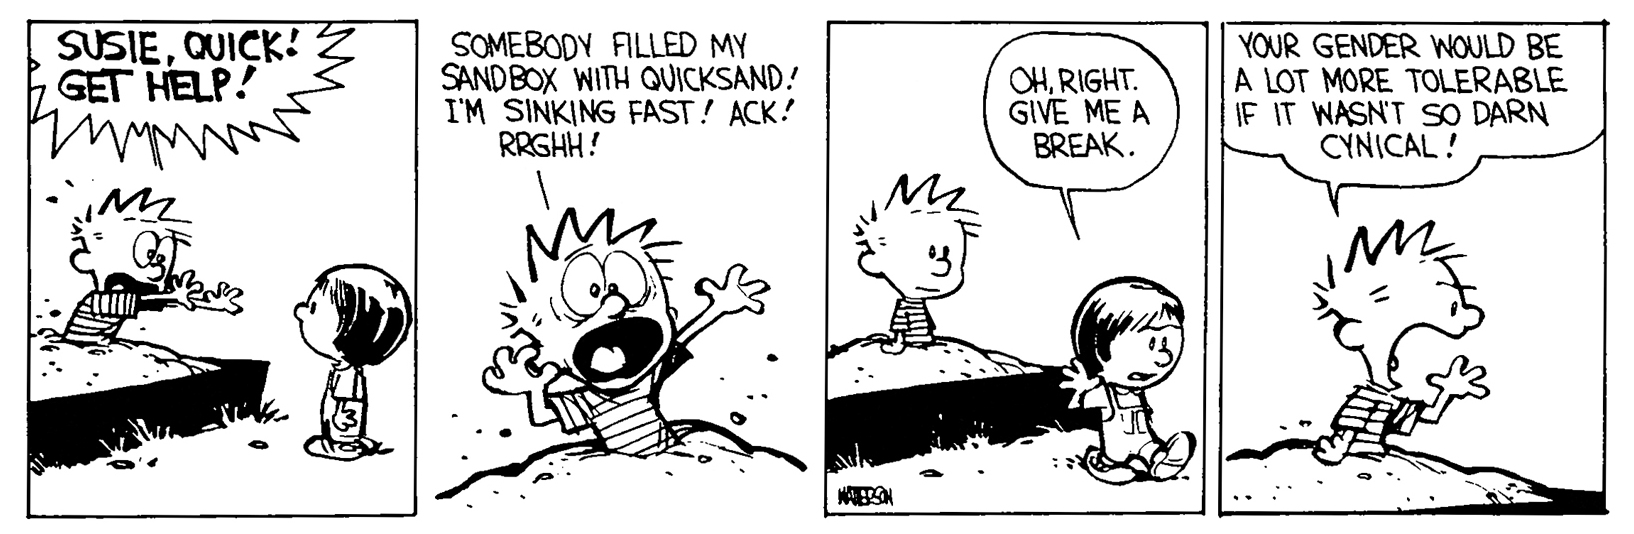 SUSIE, QUICK!
GET HELP!
SOMEBODY FILLED MY
SANDBOX WITH QUICKSAND!
I'M SINKING FAST! ACK!
RRGHH!
OH, RIGHT.
GIVE ME A
BREAK.
WATTERSON
YOUR GENDER WOULD BE
A LOT MORE TOLERABLE
IF IT WASN'T SO DARN
CYNICAL!